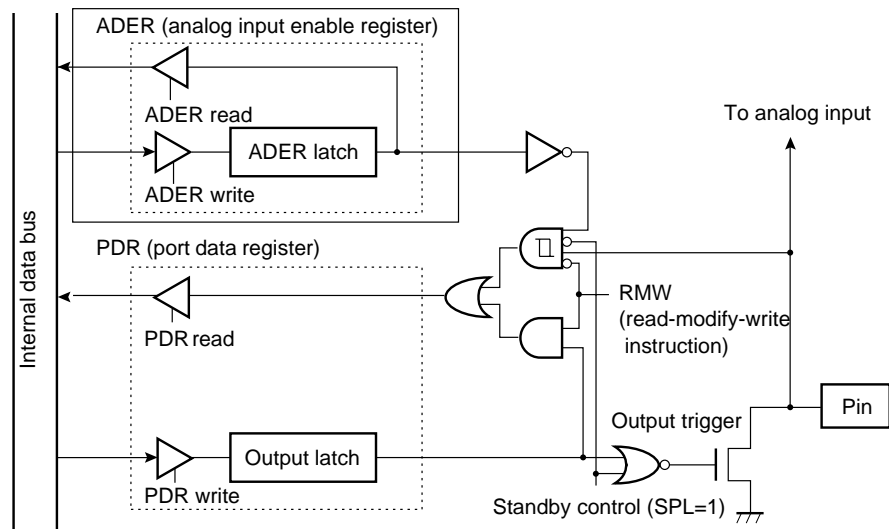 ADER (analog input enable register)
ADER read
ADER latch
ADER write
To analog input
Internal data bus
PDR (port data register)
RMW
(read-modify-write
instruction)
PDR read
Output trigger
Pin
Output latch
PDR write
Standby control (SPL=1)